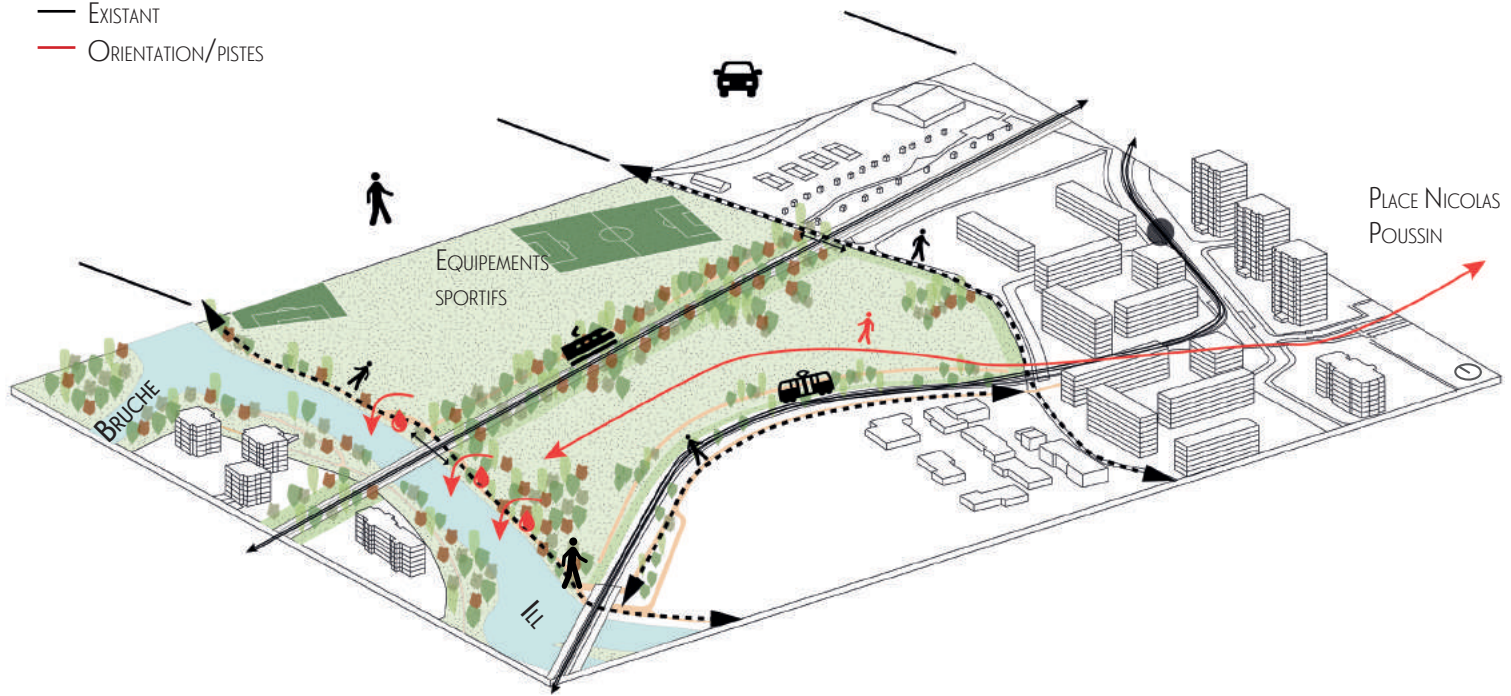 Existant
Orientation/pistes
Place Nicolas
Poussin
Equipements
sportifs
Bruche
Ill